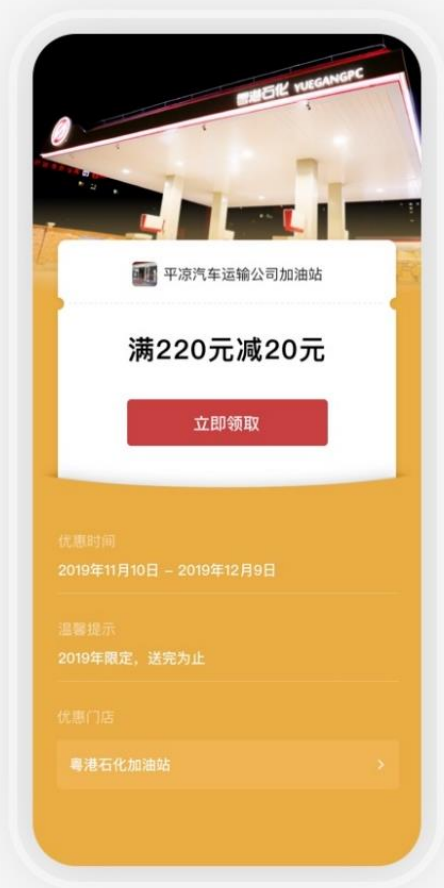 粤港石化 YUEGANGPC
平凉汽车运输公司加油站
满220元减20元
立即领取
优惠时间
2019年11月10日 – 2019年12月9日
温馨提示
2019年限定，送完为止
优惠门店
粤港石化加油站